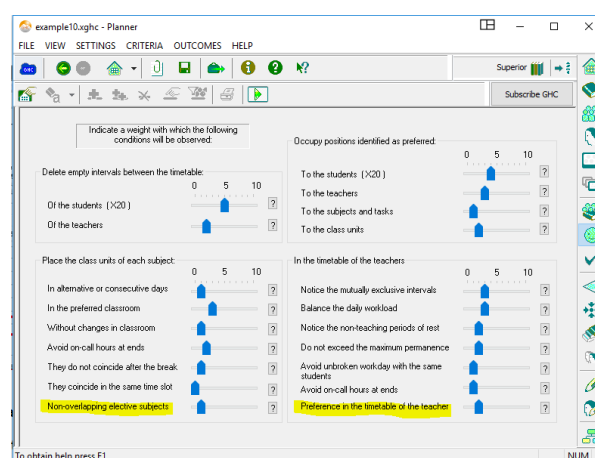 example10.xghc - Planner
FILE VIEW SETTINGS CRITERIA OUTCOMES HELP
GHC
Superior
Subscribe GHC
Indicate a weight with which the following
conditions will be observed:
Delete empty intervals between the timetable:
0 5 10
Of the students (X20)
?
Of the teachers
?
Occupy positions identified as preferred:
0 5 10
To the students (X20)
?
To the teachers
?
To the subjects and tasks
?
To the class units
?
Place the class units of each subject:
0 5 10
In alternative or consecutive days
?
In the preferred classroom
?
Without changes in classroom
?
Avoid on-call hours at ends
?
They do not coincide after the break
?
They coincide in the same time slot
?
Non-overlapping elective subjects
?
In the timetable of the teachers
0 5 10
Notice the mutually exclusive intervals
?
Balance the daily workload
?
Notice the non-teaching periods of rest
?
Do not exceed the maximum permanence
?
Avoid unbroken workday with the same
students
?
Avoid on-call hours at ends
?
Preference in the timetable of the teacher
?
To obtain help press F1
NUM